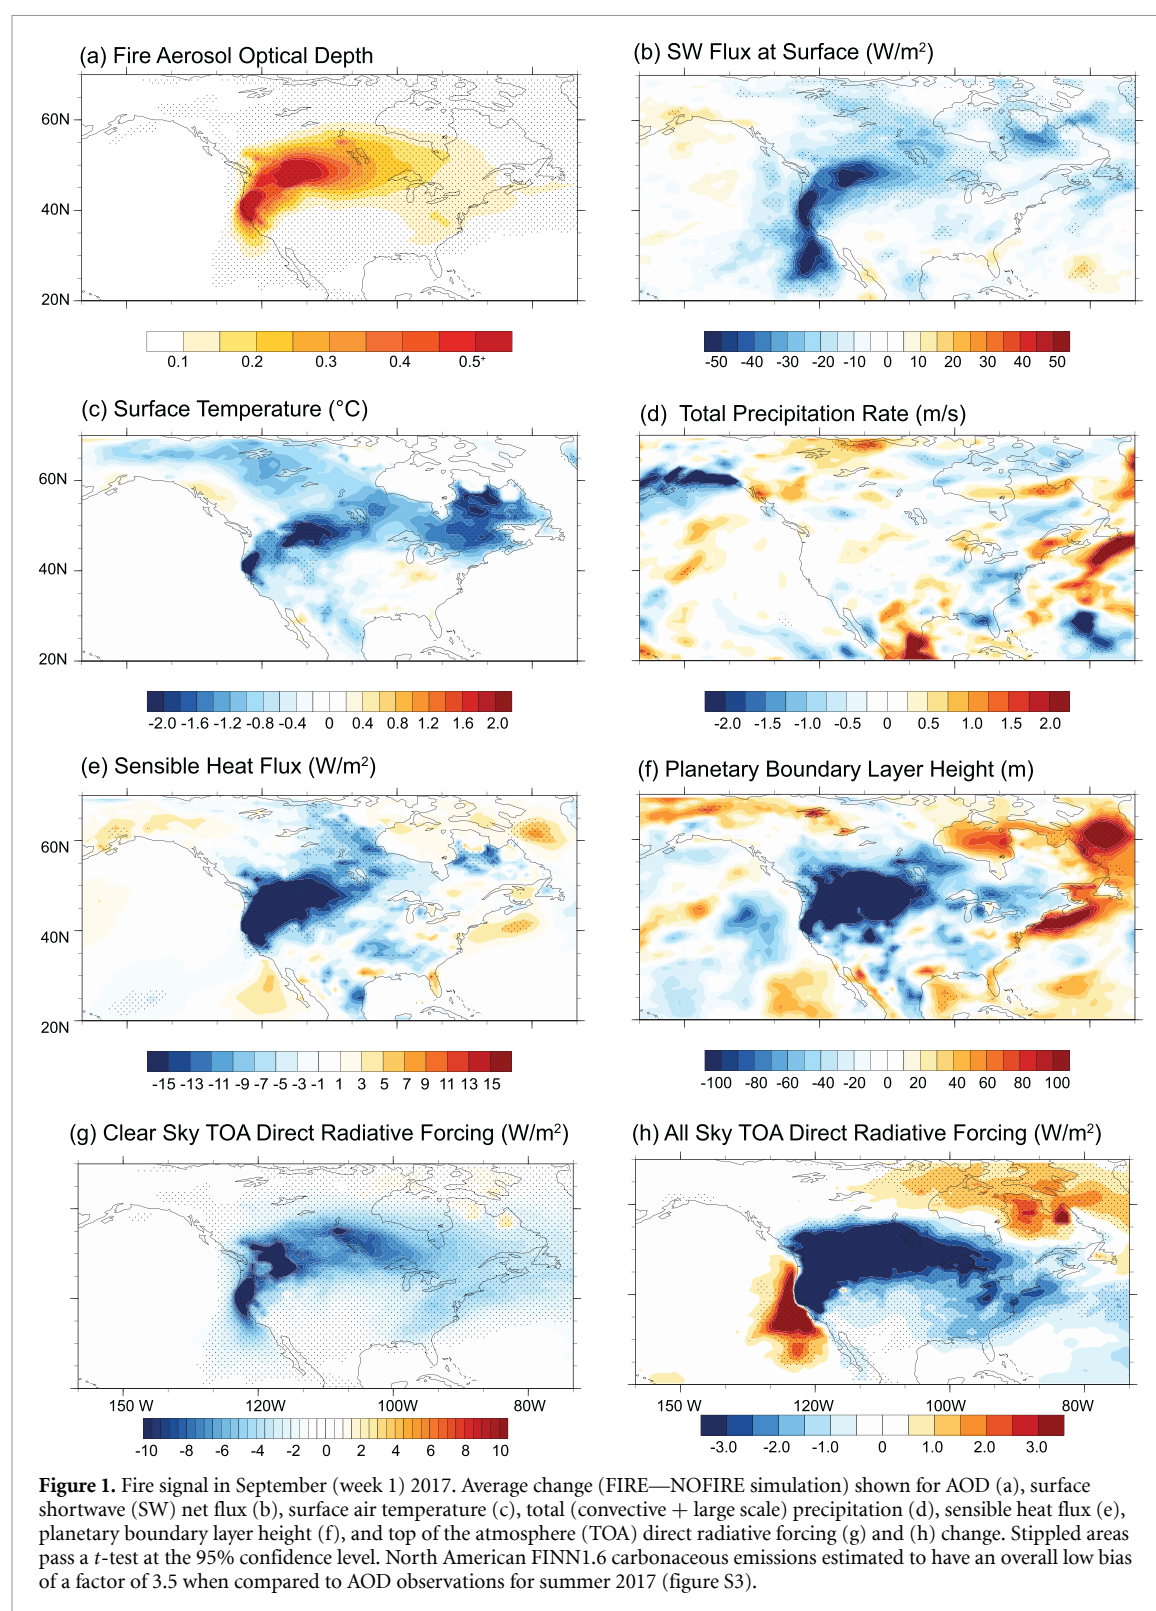 (a) Fire Aerosol Optical Depth
(b) SW Flux at Surface (W/m²)
60N
40N
20N
0.1 0.2 0.3 0.4 0.5⁺
-50 -40 -30 -20 -10 0 10 20 30 40 50
(c) Surface Temperature (°C)
(d) Total Precipitation Rate (m/s)
60N
40N
20N
-2.0 -1.6 -1.2 -0.8 -0.4 0 0.4 0.8 1.2 1.6 2.0
-2.0 -1.5 -1.0 -0.5 0 0.5 1.0 1.5 2.0
(e) Sensible Heat Flux (W/m²)
(f) Planetary Boundary Layer Height (m)
60N
40N
20N
-15 -13 -11 -9 -7 -5 -3 -1 1 3 5 7 9 11 13 15
-100 -80 -60 -40 -20 0 20 40 60 80 100
(g) Clear Sky TOA Direct Radiative Forcing (W/m²)
(h) All Sky TOA Direct Radiative Forcing (W/m²)
150 W 120W 100W 80W
150 W 120W 100W 80W
-10 -8 -6 -4 -2 0 2 4 6 8 10
-3.0 -2.0 -1.0 0 1.0 2.0 3.0
Figure 1. Fire signal in September (week 1) 2017. Average change (FIRE—NOFIRE simulation) shown for AOD (a), surface
shortwave (SW) net flux (b), surface air temperature (c), total (convective + large scale) precipitation (d), sensible heat flux (e),
planetary boundary layer height (f), and top of the atmosphere (TOA) direct radiative forcing (g) and (h) change. Stippled areas
pass a t-test at the 95% confidence level. North American FINN1.6 carbonaceous emissions estimated to have an overall low bias
of a factor of 3.5 when compared to AOD observations for summer 2017 (figure S3).